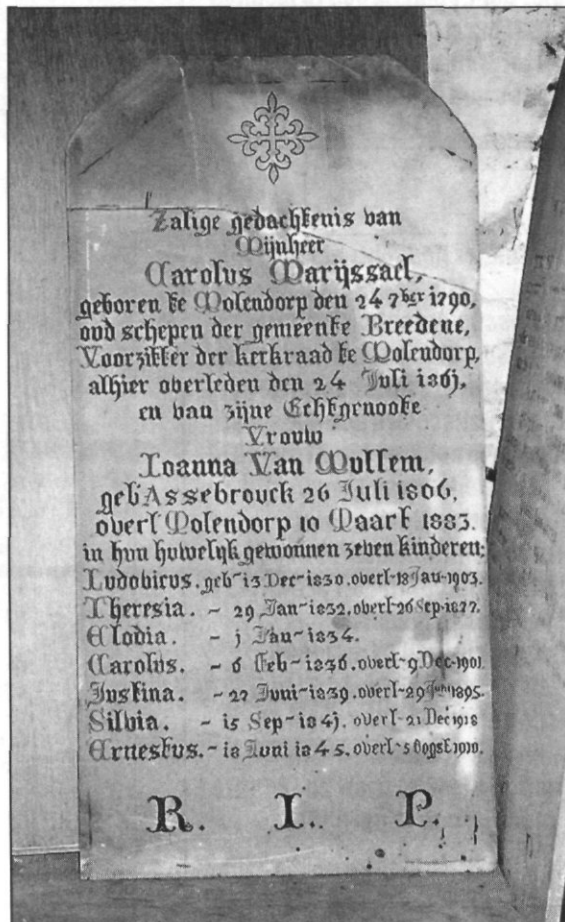 Zalige gedachtenis van
Mijnheer
Carolus Marijssael,
geboren te Molendorp den 24 7ber 1790,
oud schepen der gemeente Breedene,
Voorzitter der kerkraad te Molendorp,
alhier overleden den 24 Juli 186j,
en van zijne Echtgenoote
Vrouw
Joanna Van Mullem,
geb Assebrouck 26 Juli 1806,
overl Molendorp 10 Maart 1883.
in hun huwelijk gewonnen zeven kinderen:
Ludovicus. geb 13 Dec 1830. overl 18 Jan 1903.
Theresia. - 29 Jan 1832. overl 26 Sep 1877.
Elodia. - j Jan 1834.
Carolus. - 6 Feb 1836. overl 9 Dec 1901.
Justina. - 27 Juni 1839. overl 29 Juni 1895.
Silvia. - 15 Sep 184j. overl 21 Dec 1918
Ernestus. - 18 Juni 1845. overl 5 Oogst 1910.
R. I. P.